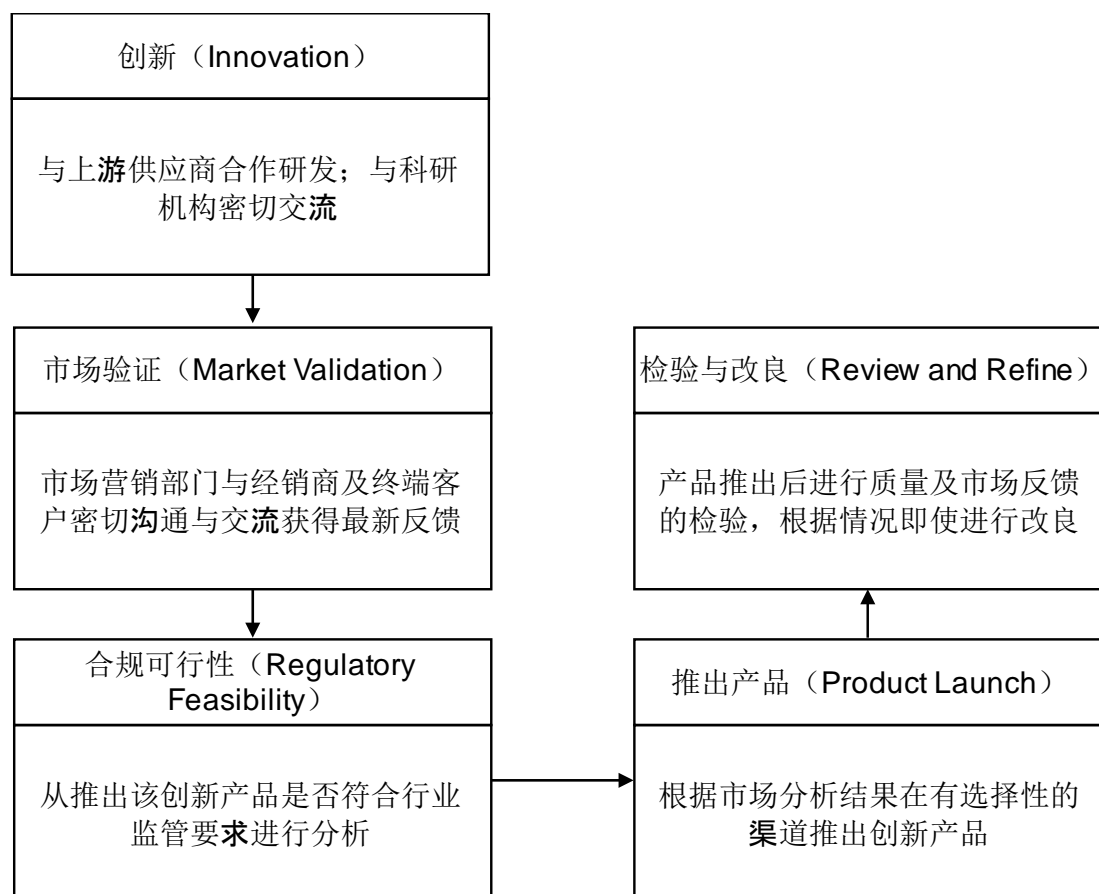 创新（Innovation）
与上游供应商合作研发；与科研
机构密切交流
市场验证（Market Validation）
市场营销部门与经销商及终端客
户密切沟通与交流获得最新反馈
合规可行性（Regulatory
Feasibility）
从推出该创新产品是否符合行业
监管要求进行分析
推出产品（Product Launch）
根据市场分析结果在有选择性的
渠道推出创新产品
检验与改良（Review and Refine）
产品推出后进行质量及市场反馈
的检验，根据情况即使进行改良